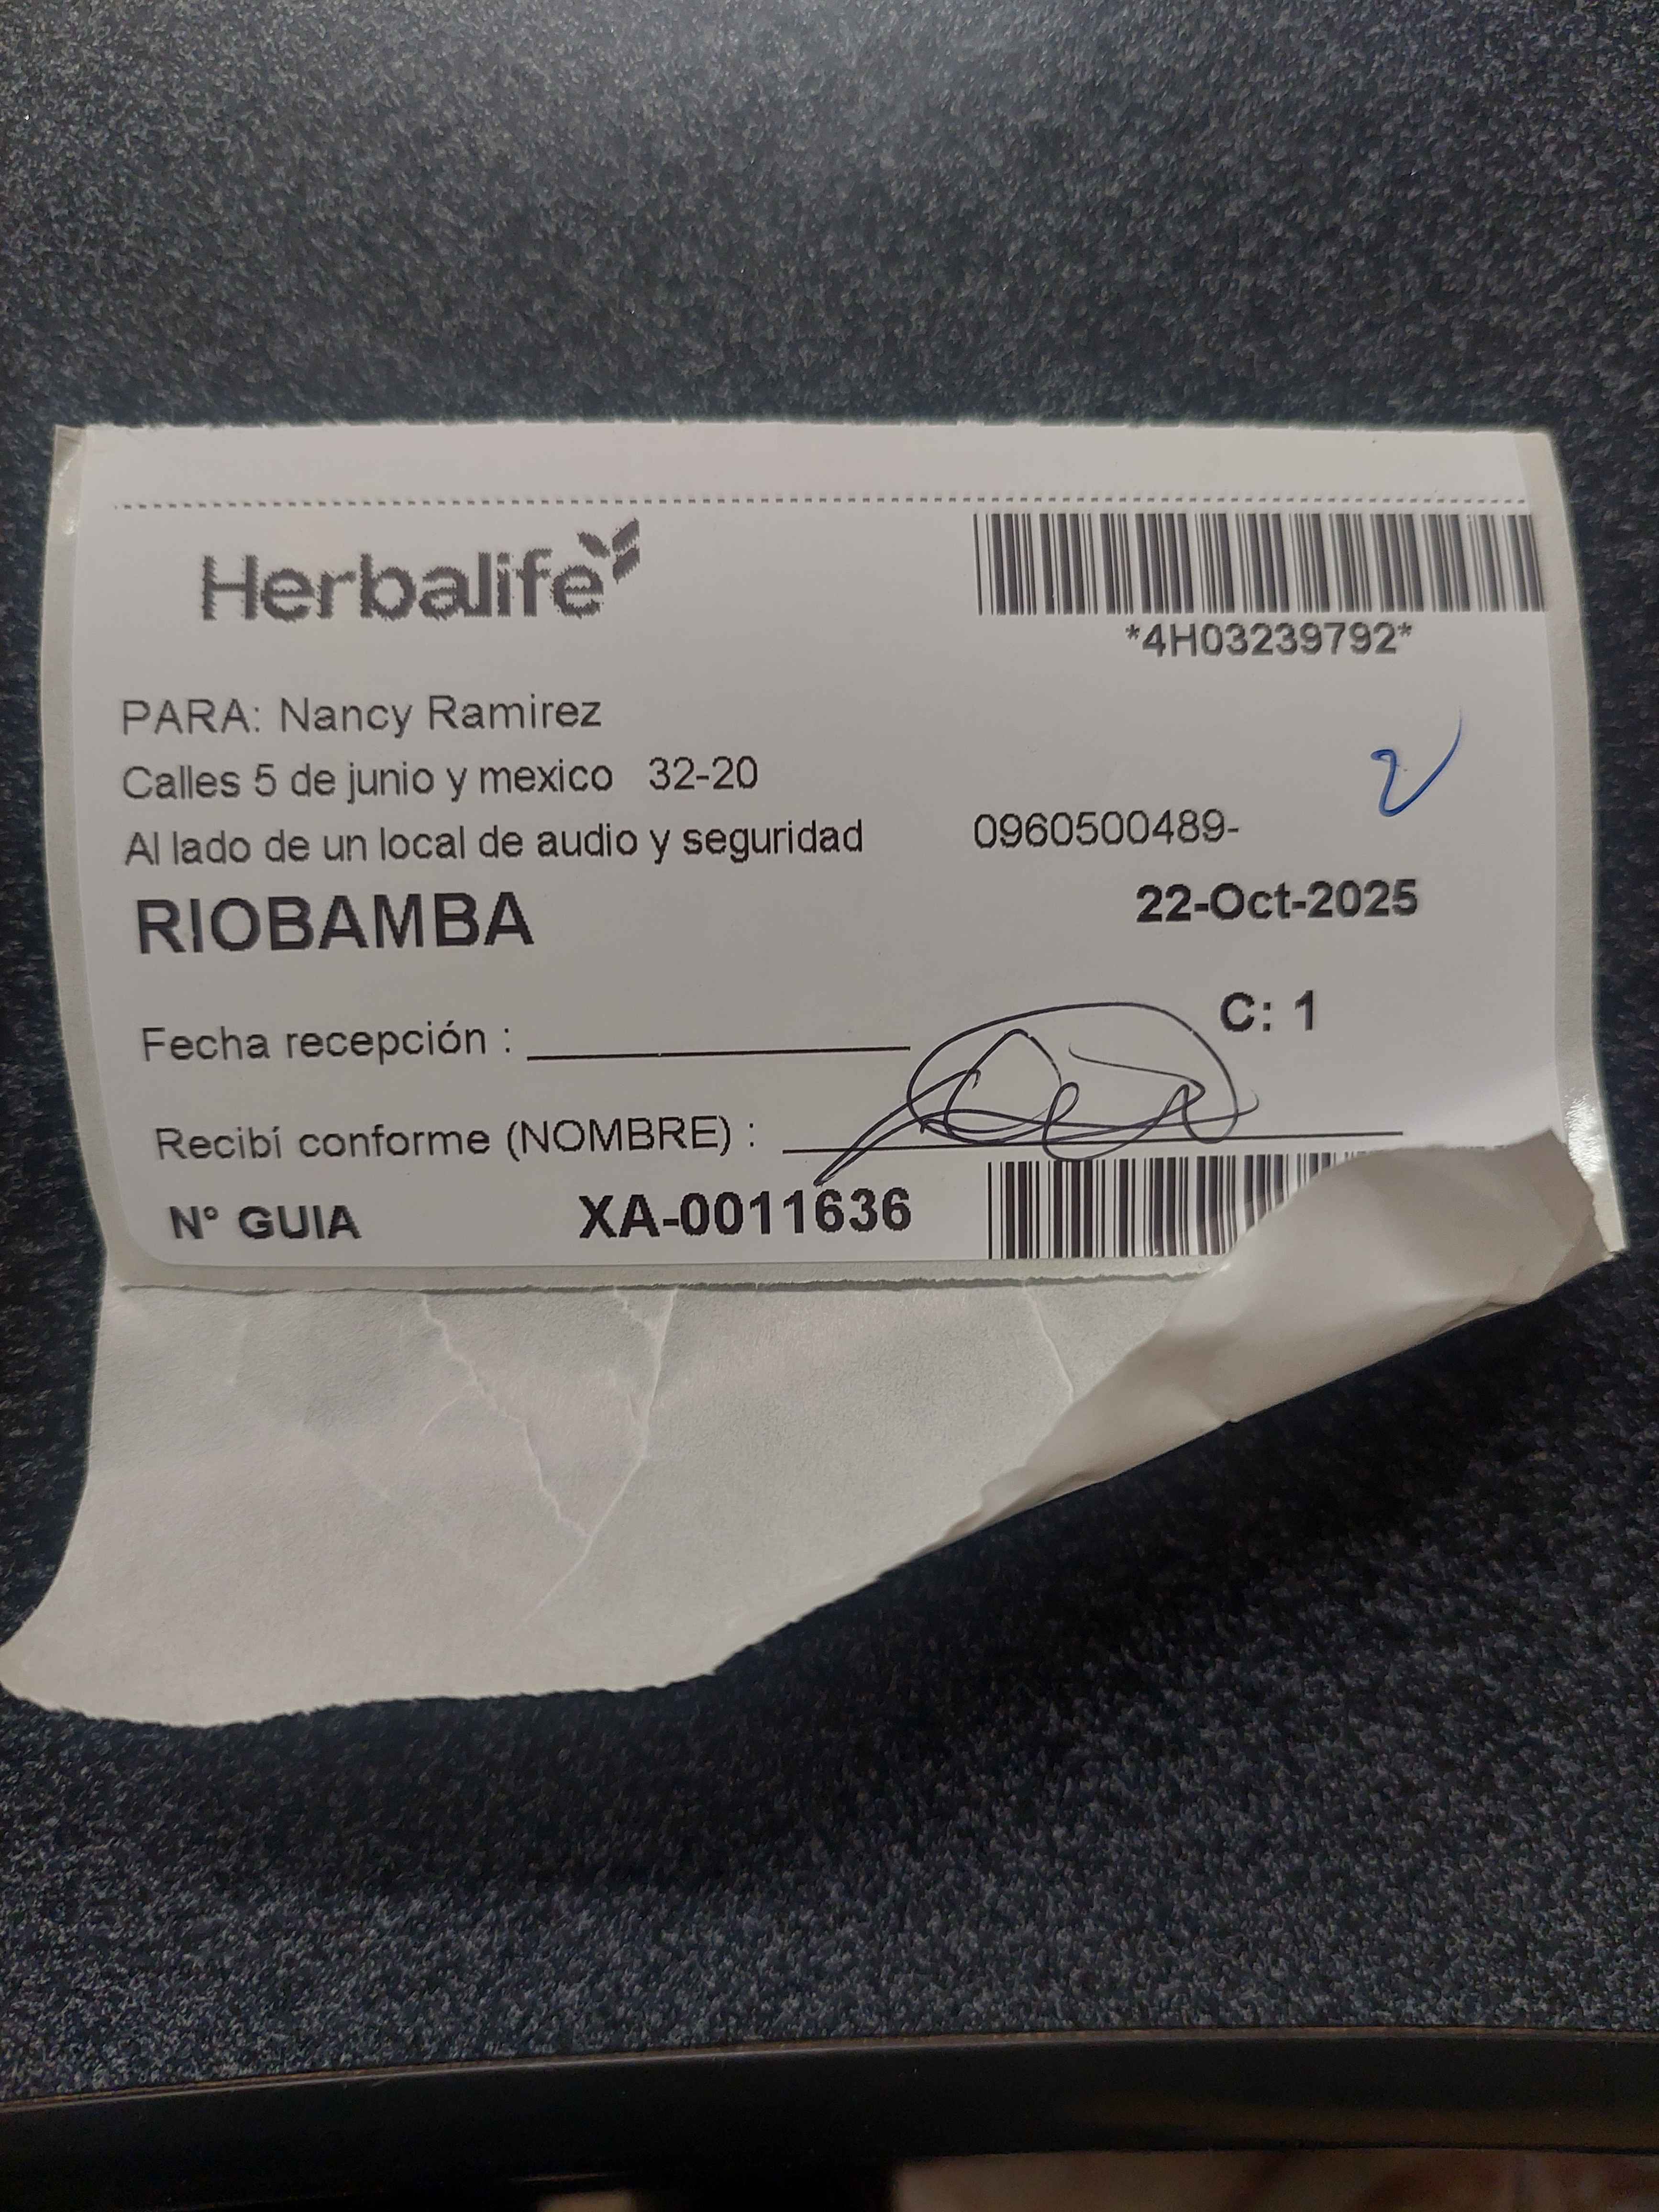 Herbalife
*4H03239792*
PARA: Nancy Ramirez
Calles 5 de junio y mexico 32-20
Al lado de un local de audio y seguridad 0960500489-
RIOBAMBA 22-Oct-2025
C: 1
Fecha recepción :
Recibí conforme (NOMBRE) :
N° GUIA XA-0011636